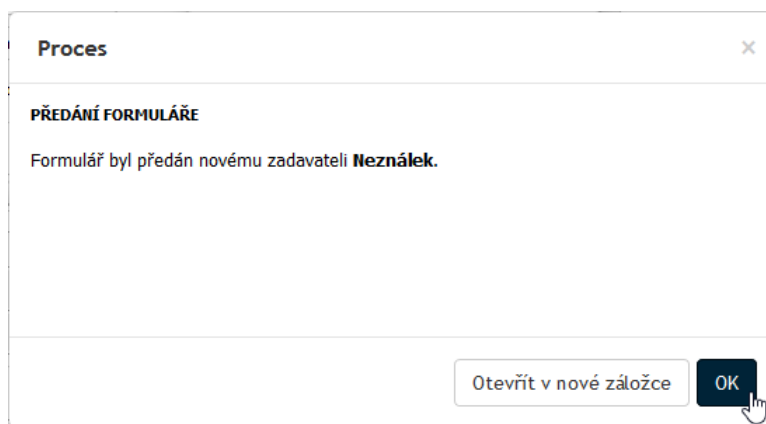 Proces
×
PŘEDÁNÍ FORMULÁŘE
Formulář byl předán novému zadavateli Neználek.
Otevřít v nové záložce
OK